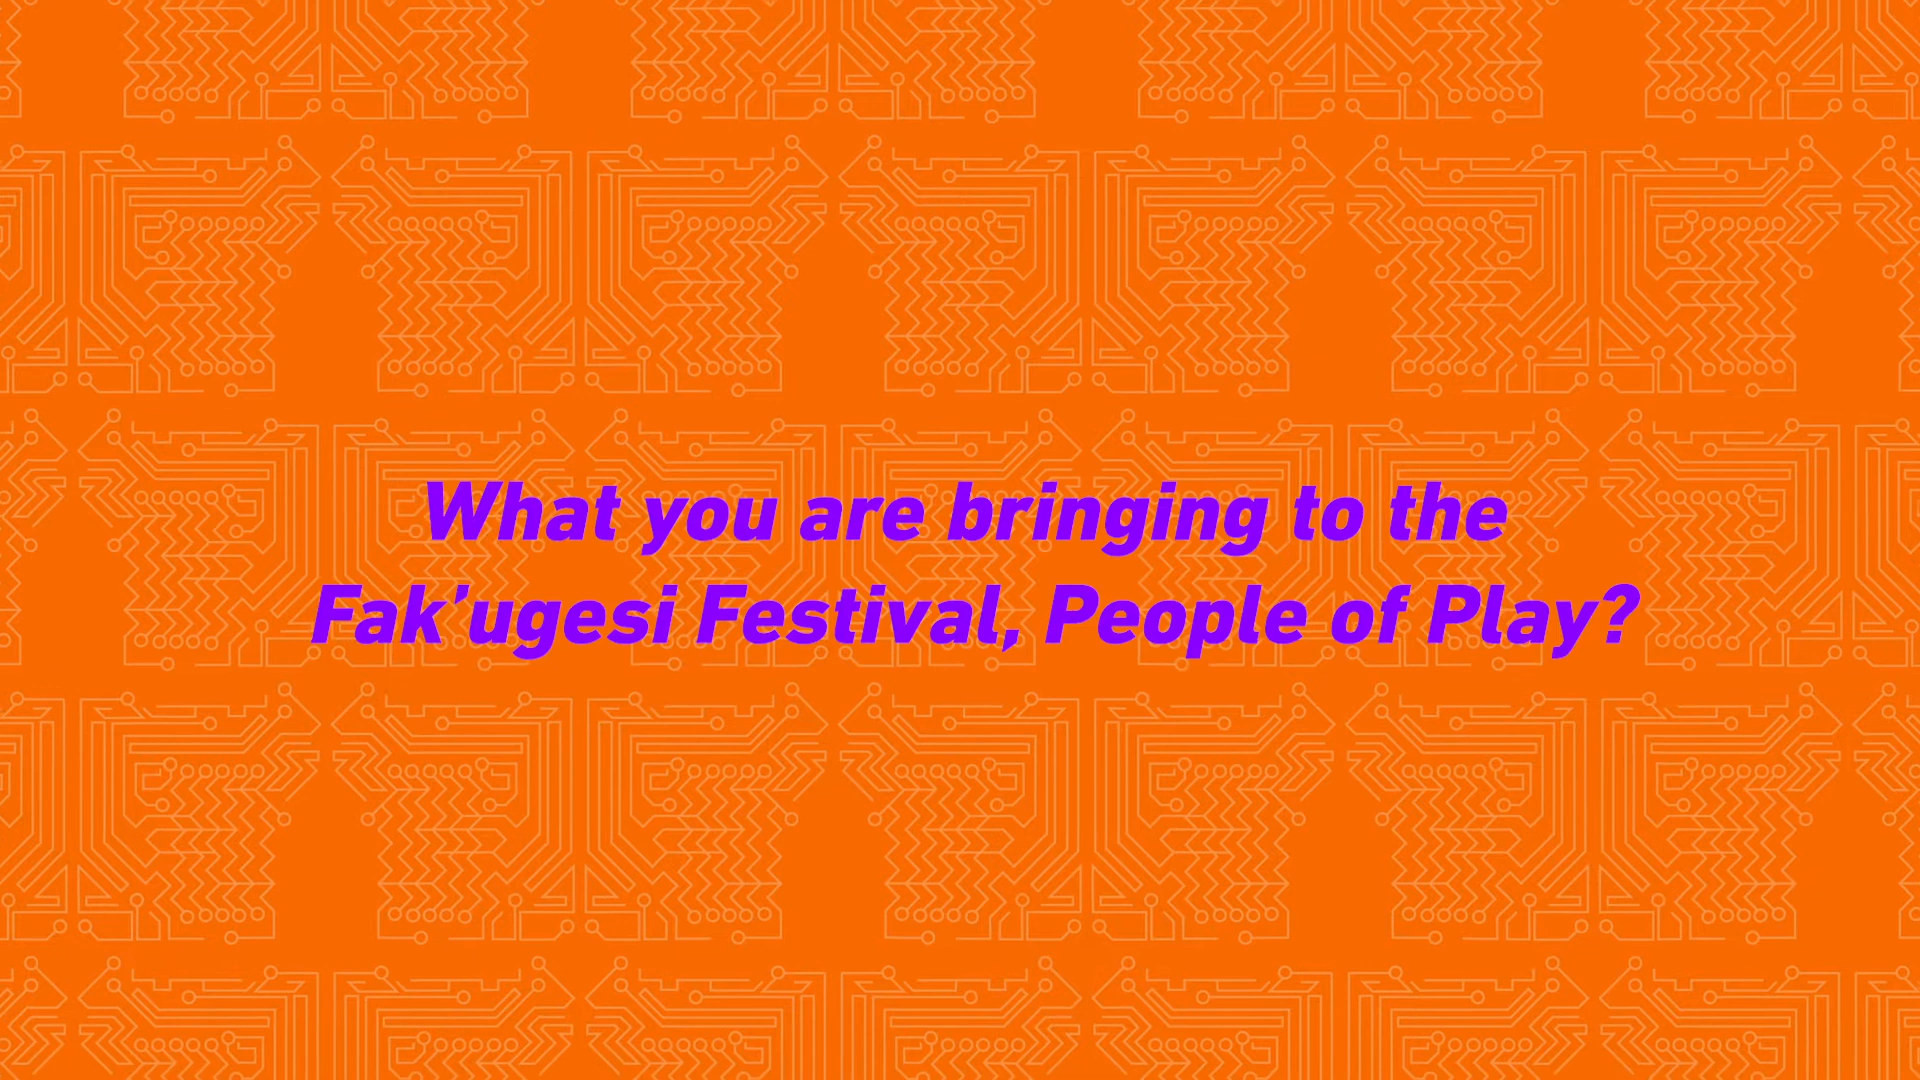 What you are bringing to the
Fak’ugesi Festival, People of Play?